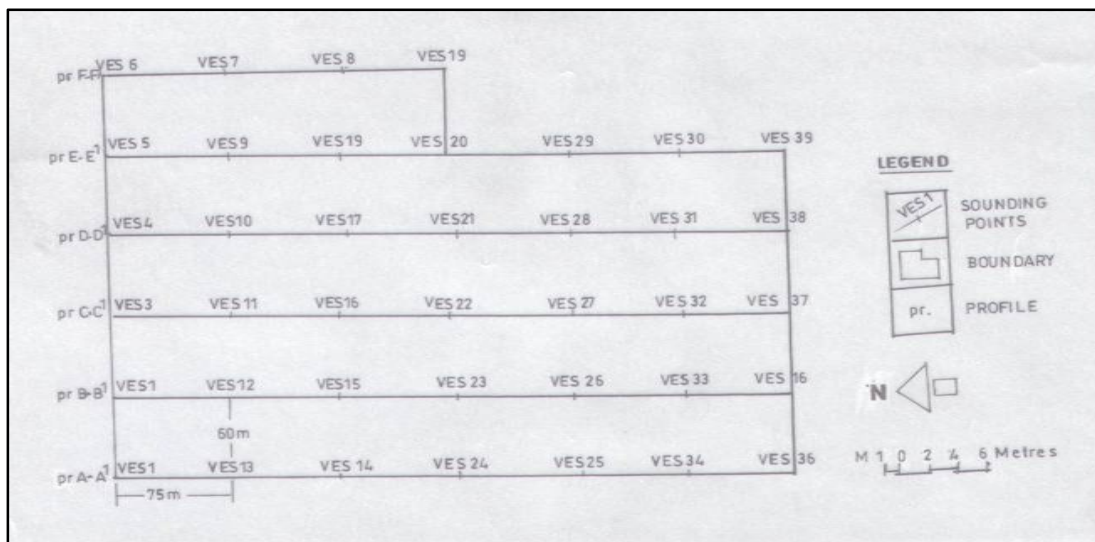 VES 6 VES 7 VES 8 VES 19
pr F-F
VES 5 VES 9 VES 19 VES 20 VES 29 VES 30 VES 39
pr E-E¹
LEGEND
VES 1
SOUNDING
POINTS
VES 4 VES 10 VES 17 VES 21 VES 28 VES 31 VES 38
pr D-D¹
BOUNDARY
VES 3 VES 11 VES 16 VES 22 VES 27 VES 32 VES 37
pr C-C¹
pr. PROFILE
VES 1 VES 12 VES 15 VES 23 VES 26 VES 33 VES 16
pr B-B¹
N
60m
M 1 0 2 4 6 Metres
VES 1 VES 13 VES 14 VES 24 VES 25 VES 34 VES 36
pr A-A¹
75m